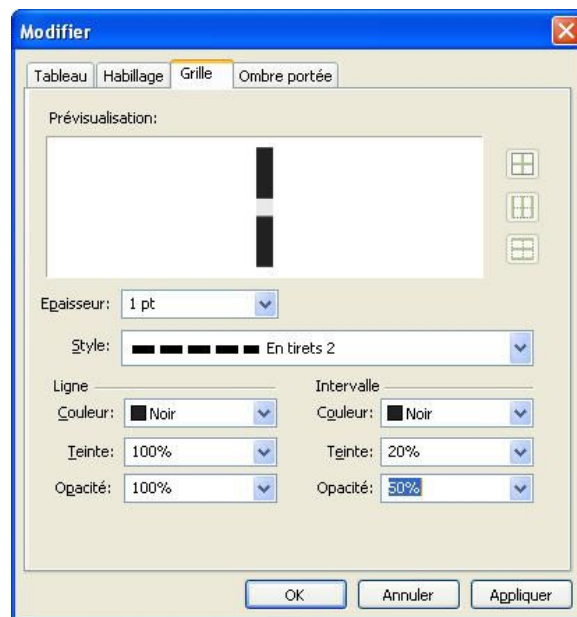 Modifier
Tableau Habillage Grille Ombre portée
Prévisualisation:
Epaisseur: 1 pt
Style: En tirets 2
Ligne Intervalle
Couleur: Noir Couleur: Noir
Teinte: 100% Teinte: 20%
Opacité: 100% Opacité: 50%
OK Annuler Appliquer